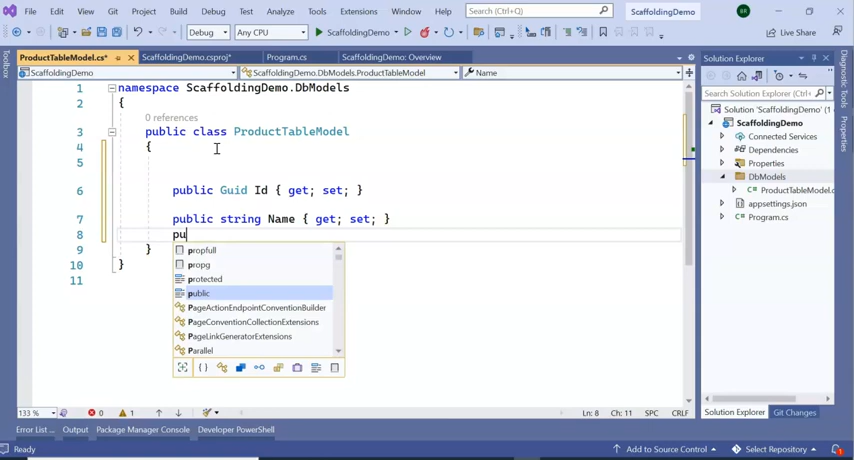 File Edit View Git Project Build Debug Test Analyze Tools Extensions Window Help Search (Ctrl+Q) ScaffoldingDemo BR
Debug Any CPU ScaffoldingDemo Live Share
Toolbox
ProductTableModel.cs* ScaffoldingDemo.csproj* Program.cs ScaffoldingDemo: Overview
ScaffoldingDemo ScaffoldingDemo.DbModels.ProductTableModel Name
1 namespace ScaffoldingDemo.DbModels
2 {
0 references
3 public class ProductTableModel
4 {
5
6 public Guid Id { get; set; }
7 public string Name { get; set; }
8 pu
9 }
10 }
11
propfull
propg
protected
public
PageActionEndpointConventionBuilder
PageConventionCollectionExtensions
PageLinkGeneratorExtensions
Parallel
133 % 0 1 Ln: 8 Ch: 11 SPC CRLF
Solution Explorer
Search Solution Explorer (Ctrl+;)
Solution 'ScaffoldingDemo'
ScaffoldingDemo
Connected Services
Dependencies
Properties
DbModels
ProductTableModel.c
appsettings.json
Program.cs
Solution Explorer Git Changes
Diagnostic Tools
Properties
Error List ... Output Package Manager Console Developer PowerShell
Ready Add to Source Control Select Repository 1